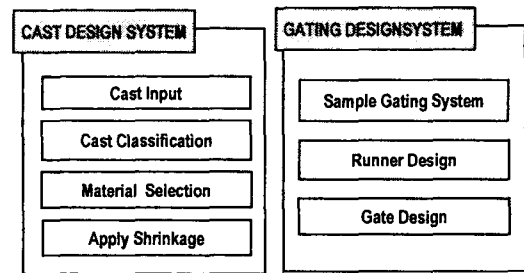 CAST DESIGN SYSTEM
Cast Input
Cast Classification
Material Selection
Apply Shrinkage
GATING DESIGNSYSTEM
Sample Gating System
Runner Design
Gate Design